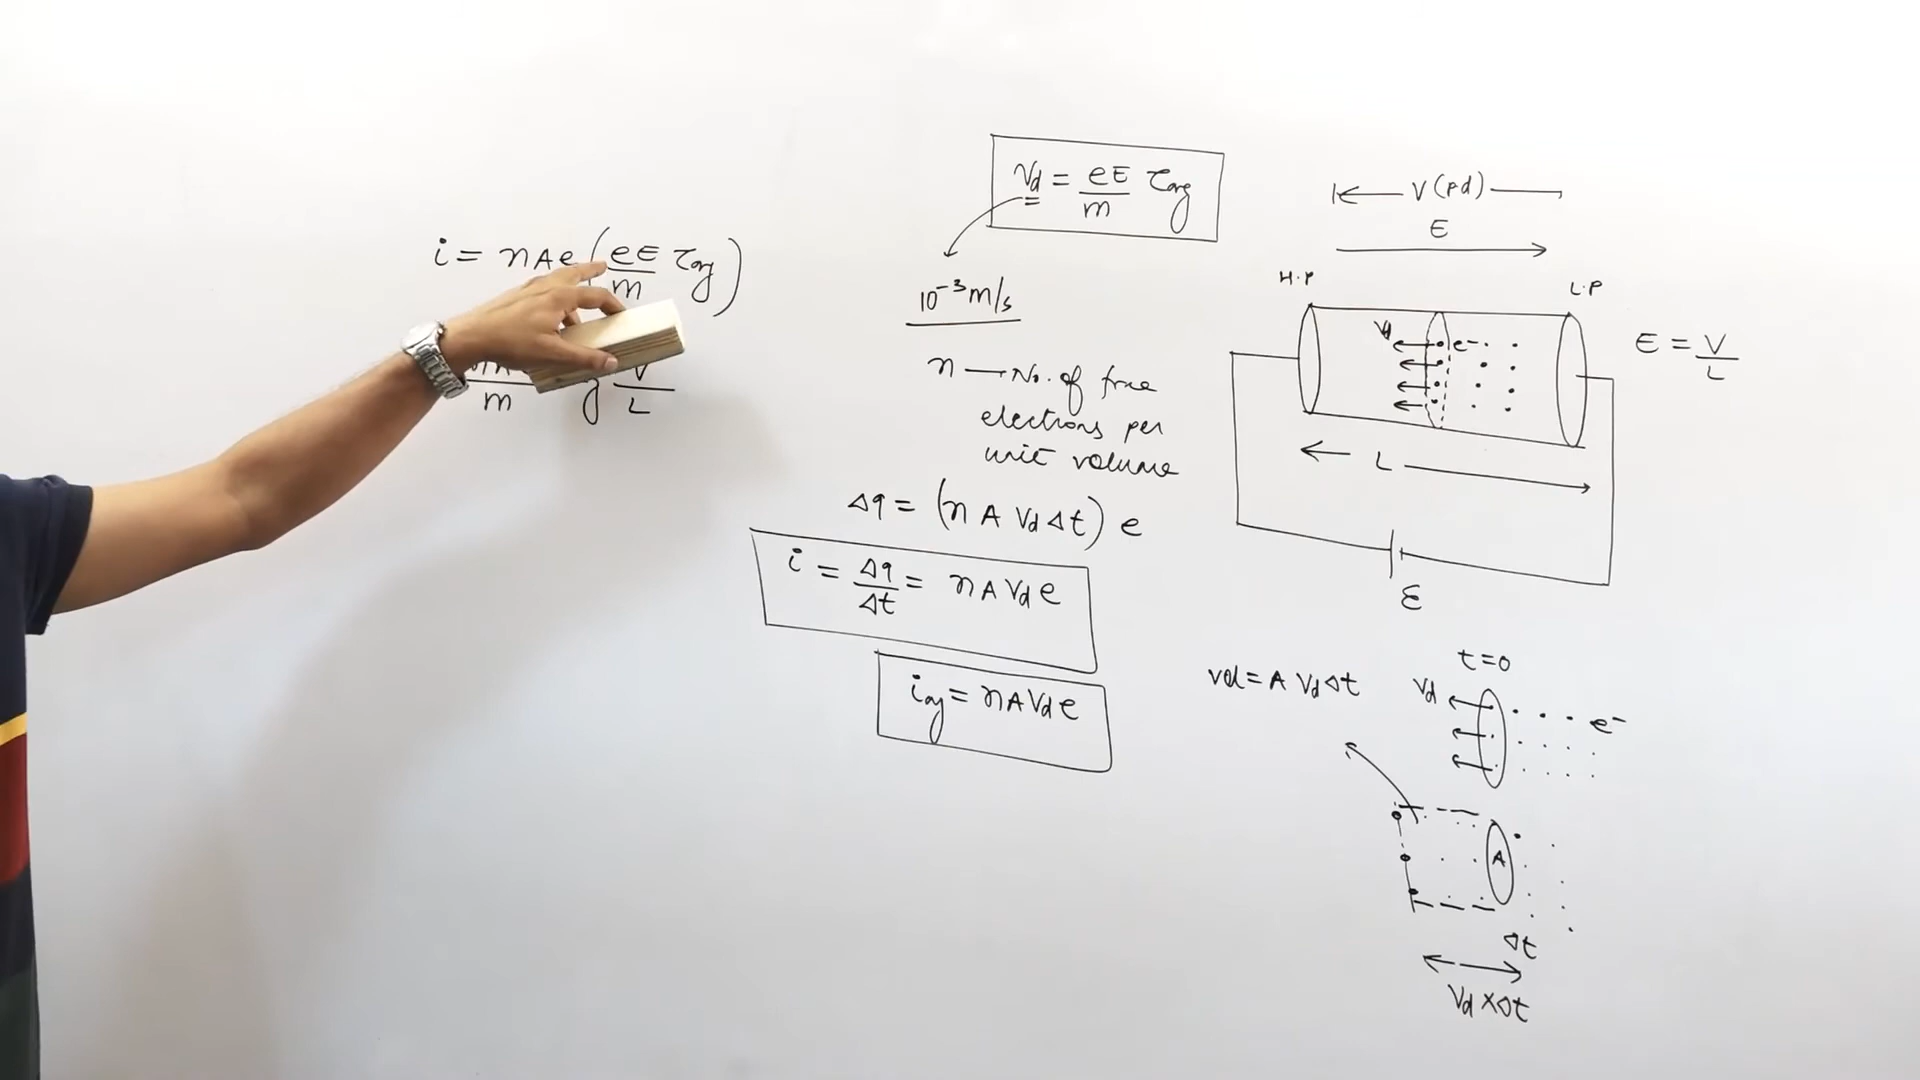 i = nAe (eE/m τavg)
m V/L
Vd = eE/m τavg
10⁻³ m/s
n → No. of free
electrons per
unit volume
Δq = (n A Vd Δt) e
i = Δq/Δt = n A Vd e
iavg = n A Vd e
V (pd)
E
H.P
L.P
Vd
e⁻
E = V/L
L
ε
t=0
vol = A Vd Δt
Vd
e⁻
A
Δt
Vd × Δt